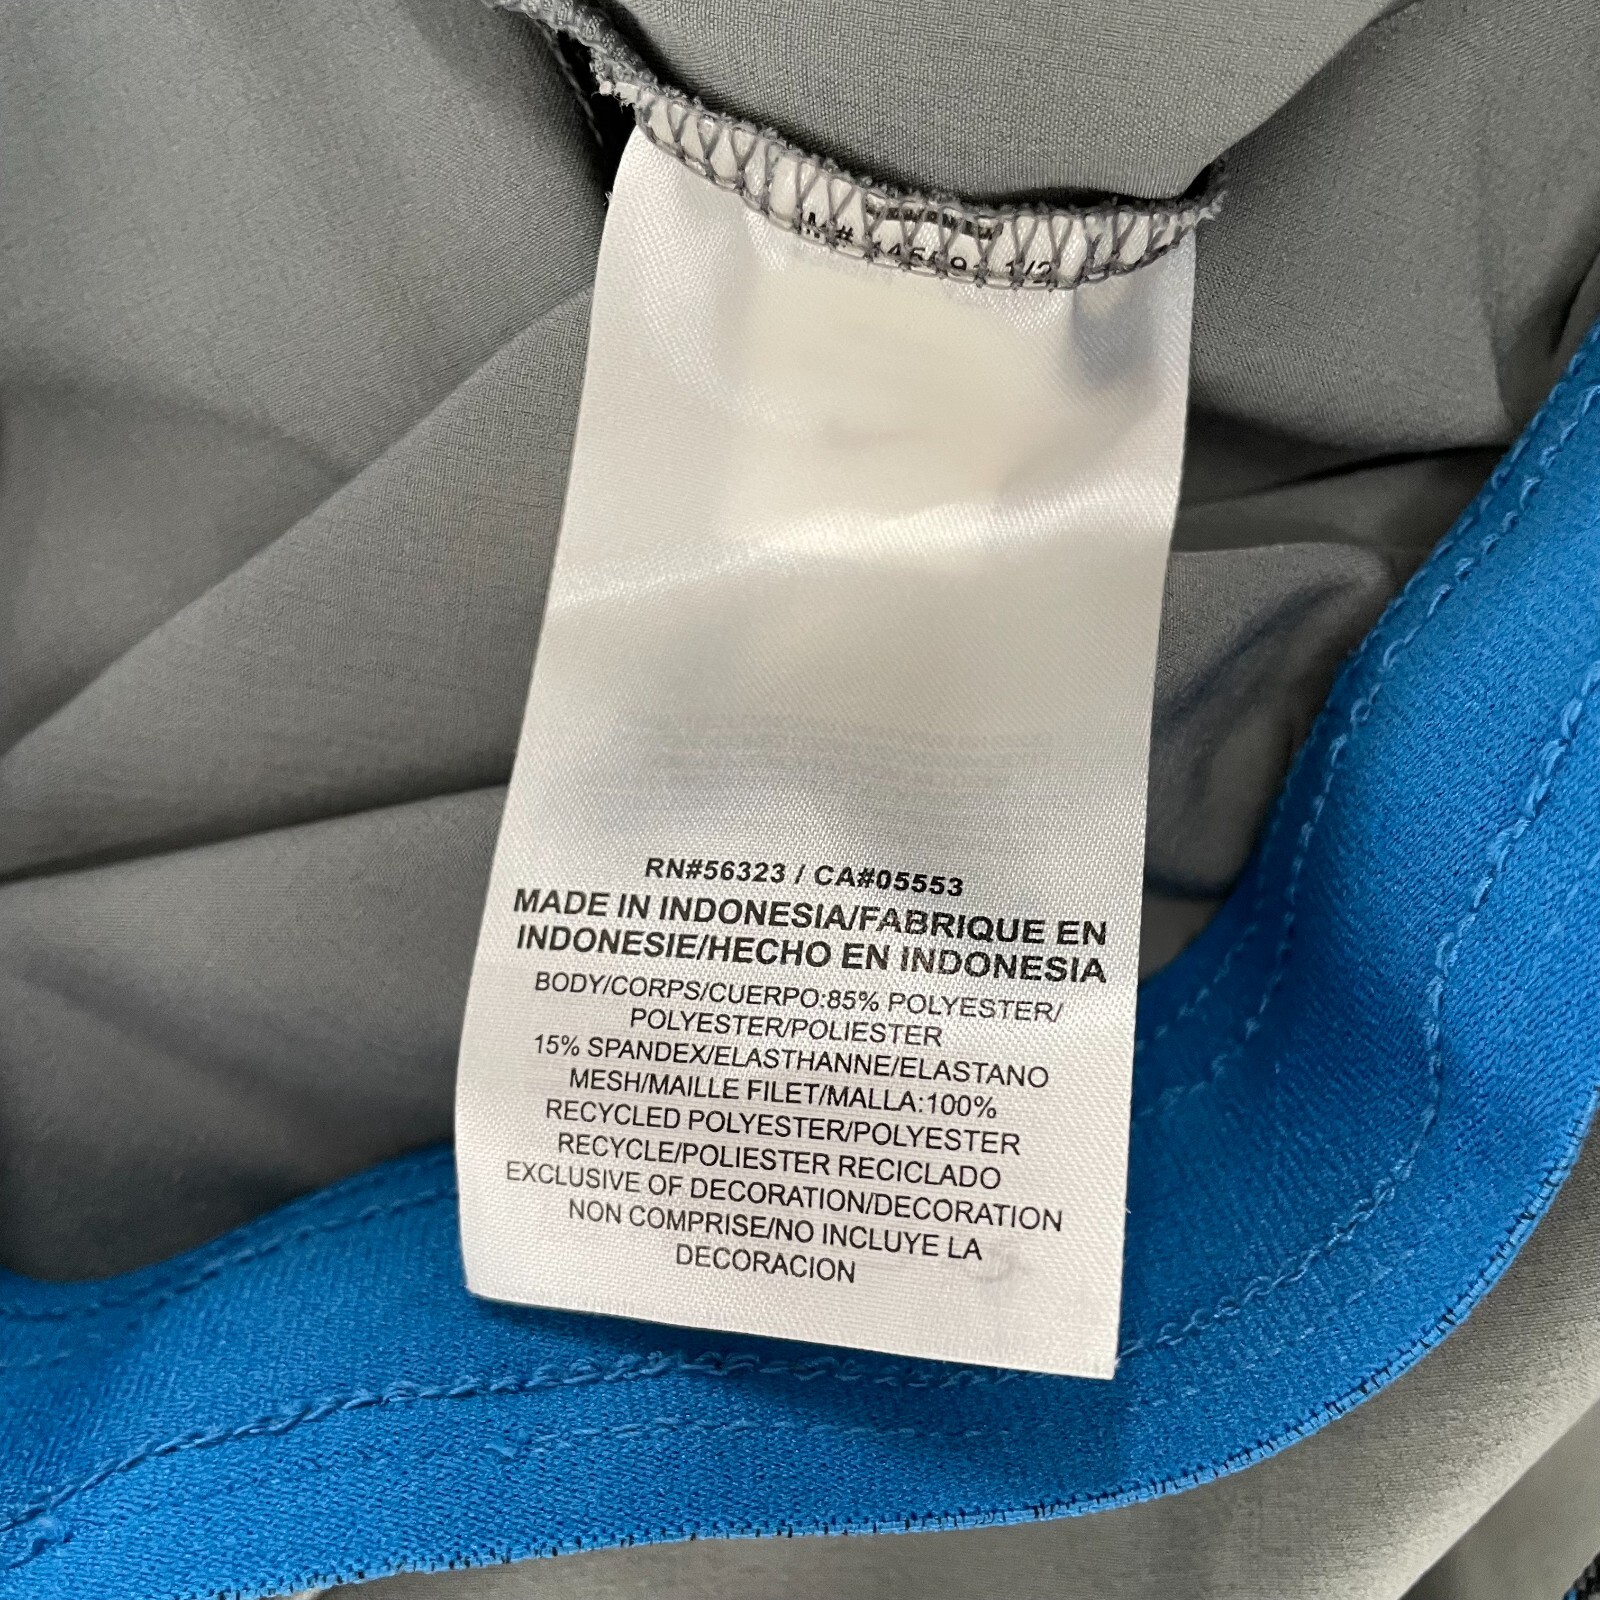 RN#56323 / CA#05553
MADE IN INDONESIA/FABRIQUE EN
INDONESIE/HECHO EN INDONESIA
BODY/CORPS/CUERPO:85% POLYESTER/
POLYESTER/POLIESTER
15% SPANDEX/ELASTHANNE/ELASTANO
MESH/MAILLE FILET/MALLA:100%
RECYCLED POLYESTER/POLYESTER
RECYCLE/POLIESTER RECICLADO
EXCLUSIVE OF DECORATION/DECORATION
NON COMPRISE/NO INCLUYE LA
DECORACION